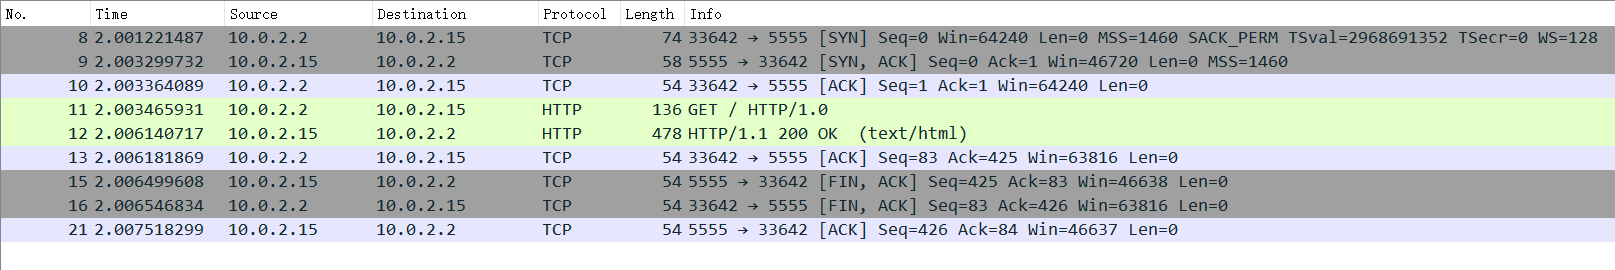 No. Time Source Destination Protocol Length Info
8 2.001221487 10.0.2.2 10.0.2.15 TCP 74 33642 → 5555 [SYN] Seq=0 Win=64240 Len=0 MSS=1460 SACK_PERM TSval=2968691352 TSecr=0 WS=128
9 2.003299732 10.0.2.15 10.0.2.2 TCP 58 5555 → 33642 [SYN, ACK] Seq=0 Ack=1 Win=46720 Len=0 MSS=1460
10 2.003364089 10.0.2.2 10.0.2.15 TCP 54 33642 → 5555 [ACK] Seq=1 Ack=1 Win=64240 Len=0
11 2.003465931 10.0.2.2 10.0.2.15 HTTP 136 GET / HTTP/1.0
12 2.006140717 10.0.2.15 10.0.2.2 HTTP 478 HTTP/1.1 200 OK (text/html)
13 2.006181869 10.0.2.2 10.0.2.15 TCP 54 33642 → 5555 [ACK] Seq=83 Ack=425 Win=63816 Len=0
15 2.006499608 10.0.2.15 10.0.2.2 TCP 54 5555 → 33642 [FIN, ACK] Seq=425 Ack=83 Win=46638 Len=0
16 2.006546834 10.0.2.2 10.0.2.15 TCP 54 33642 → 5555 [FIN, ACK] Seq=83 Ack=426 Win=63816 Len=0
21 2.007518299 10.0.2.15 10.0.2.2 TCP 54 5555 → 33642 [ACK] Seq=426 Ack=84 Win=46637 Len=0